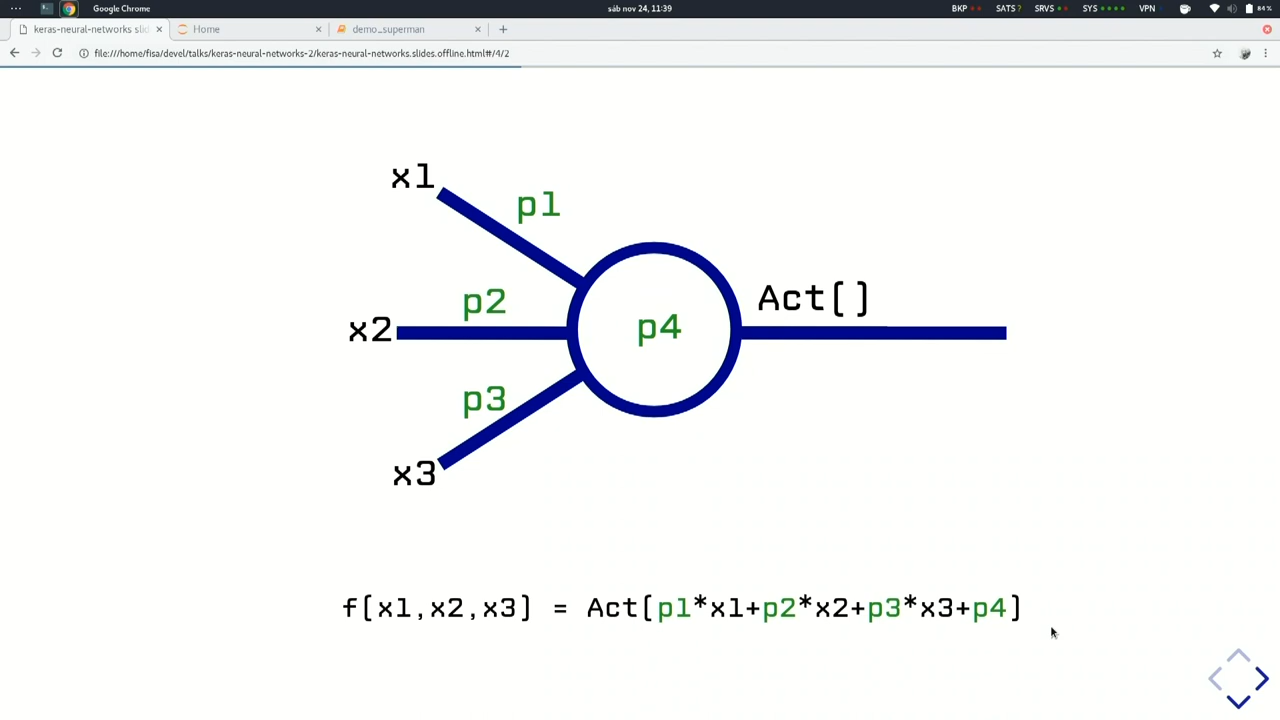 Google Chrome
sáb nov 24, 11:39
BKP
SATS ?
SRVS
SYS
VPN
84%
keras-neural-networks slid
Home
demo_superman
file:///home/fisa/devel/talks/keras-neural-networks-2/keras-neural-networks.slides.offline.html#/4/2
x1
p1
p2
x2
p4
Act[]
p3
x3
f[x1,x2,x3] = Act[p1*x1+p2*x2+p3*x3+p4]